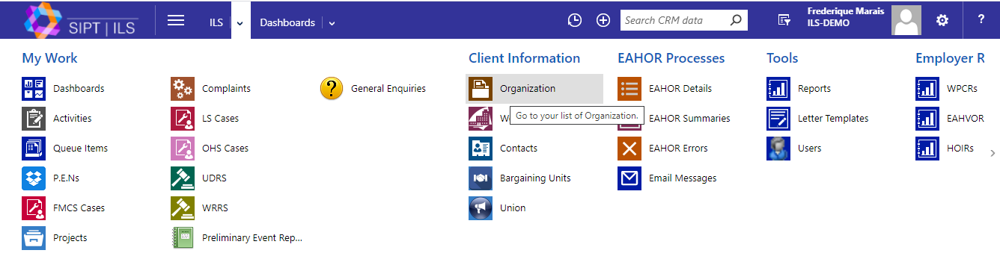 SIPT | ILS
ILS
Dashboards
Search CRM data
Frederique Marais
ILS-DEMO
?
My Work
Dashboards
Activities
Queue Items
P.E.Ns
FMCS Cases
Projects
Complaints
LS Cases
OHS Cases
UDRS
WRRS
Preliminary Event Rep...
?
General Enquiries
Client Information
Organization
Go to your list of Organization.
Contacts
Bargaining Units
Union
EAHOR Processes
EAHOR Details
EAHOR Summaries
EAHOR Errors
Email Messages
Tools
Reports
Letter Templates
Users
Employer R
WPCRs
EAHVOR
HOIRs